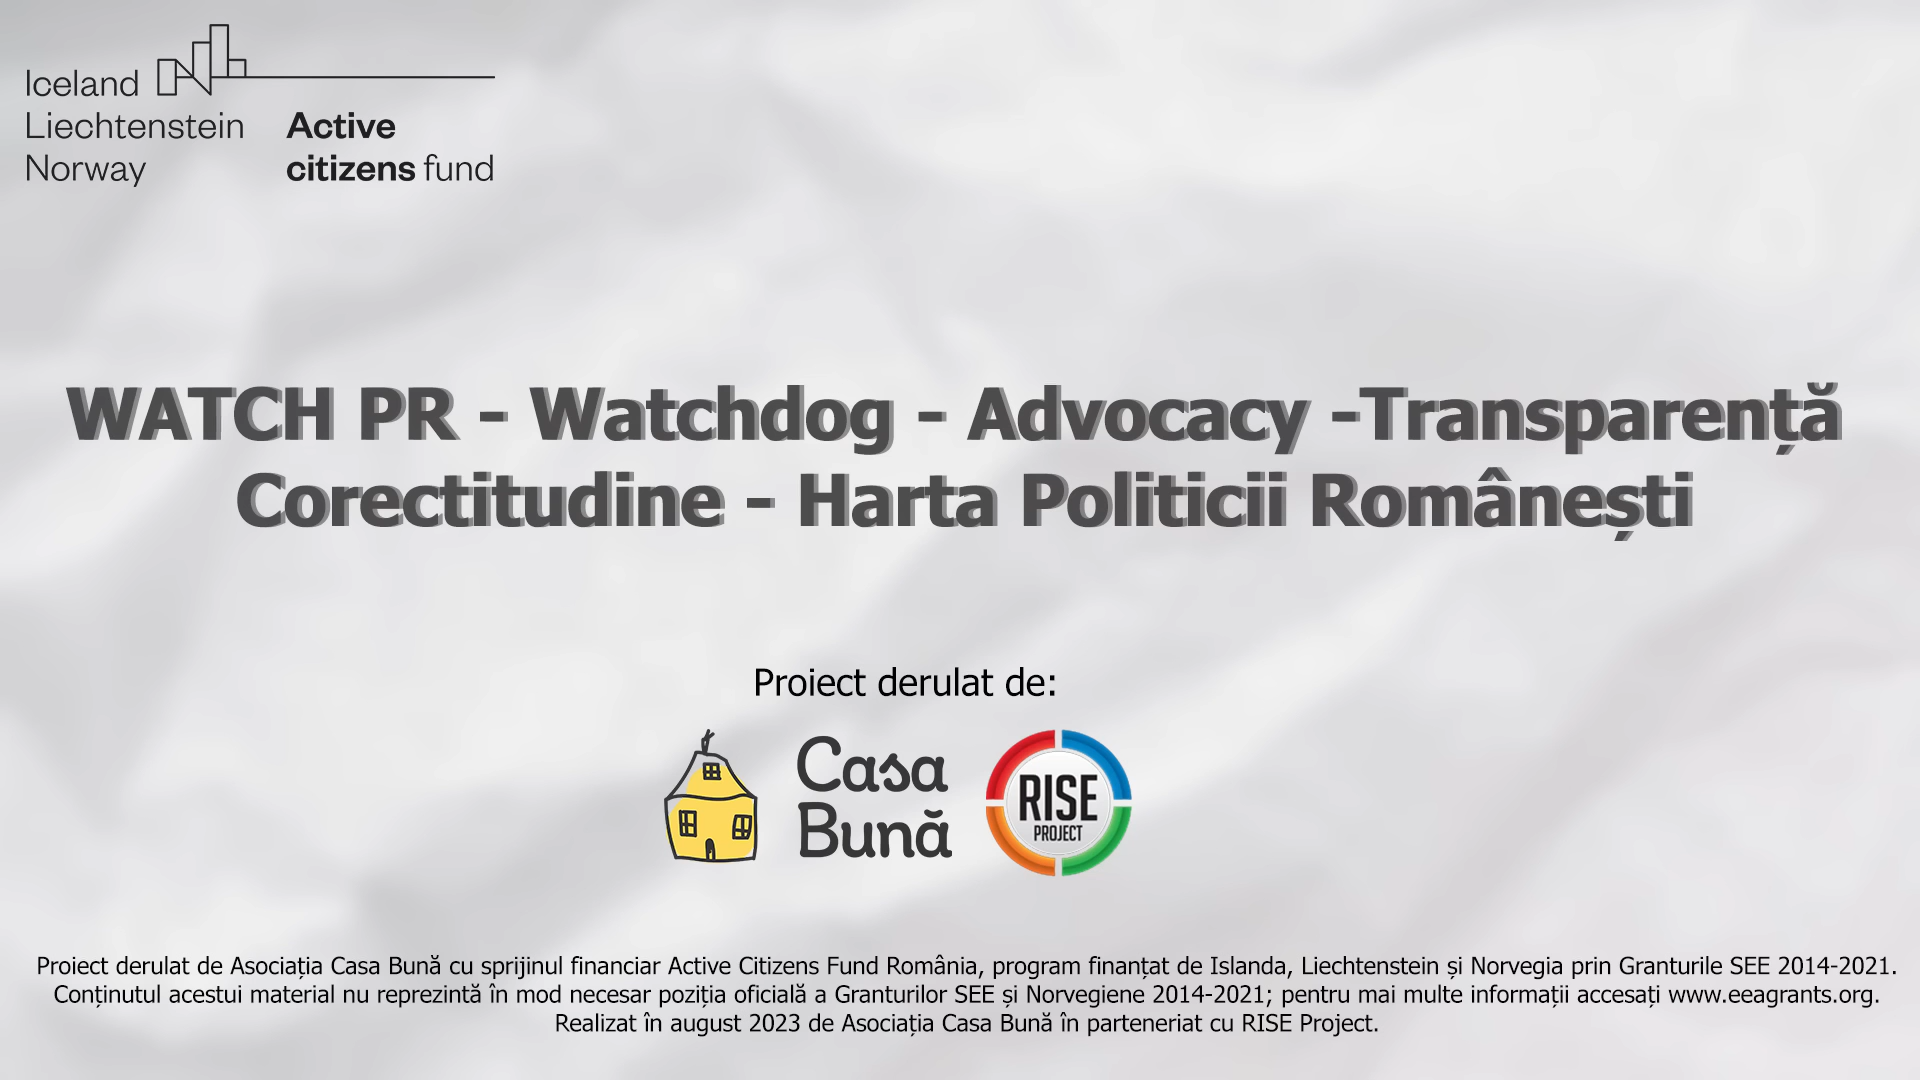 Iceland
Liechtenstein
Norway
Active
citizens fund
WATCH PR - Watchdog - Advocacy -Transparență
Corectitudine - Harta Politicii Românești
Proiect derulat de:
Casa
Bună
RISE
PROJECT
Proiect derulat de Asociația Casa Bună cu sprijinul financiar Active Citizens Fund România, program finanțat de Islanda, Liechtenstein și Norvegia prin Granturile SEE 2014-2021.
Conținutul acestui material nu reprezintă în mod necesar poziția oficială a Granturilor SEE și Norvegiene 2014-2021; pentru mai multe informații accesați www.eeagrants.org.
Realizat în august 2023 de Asociația Casa Bună în parteneriat cu RISE Project.